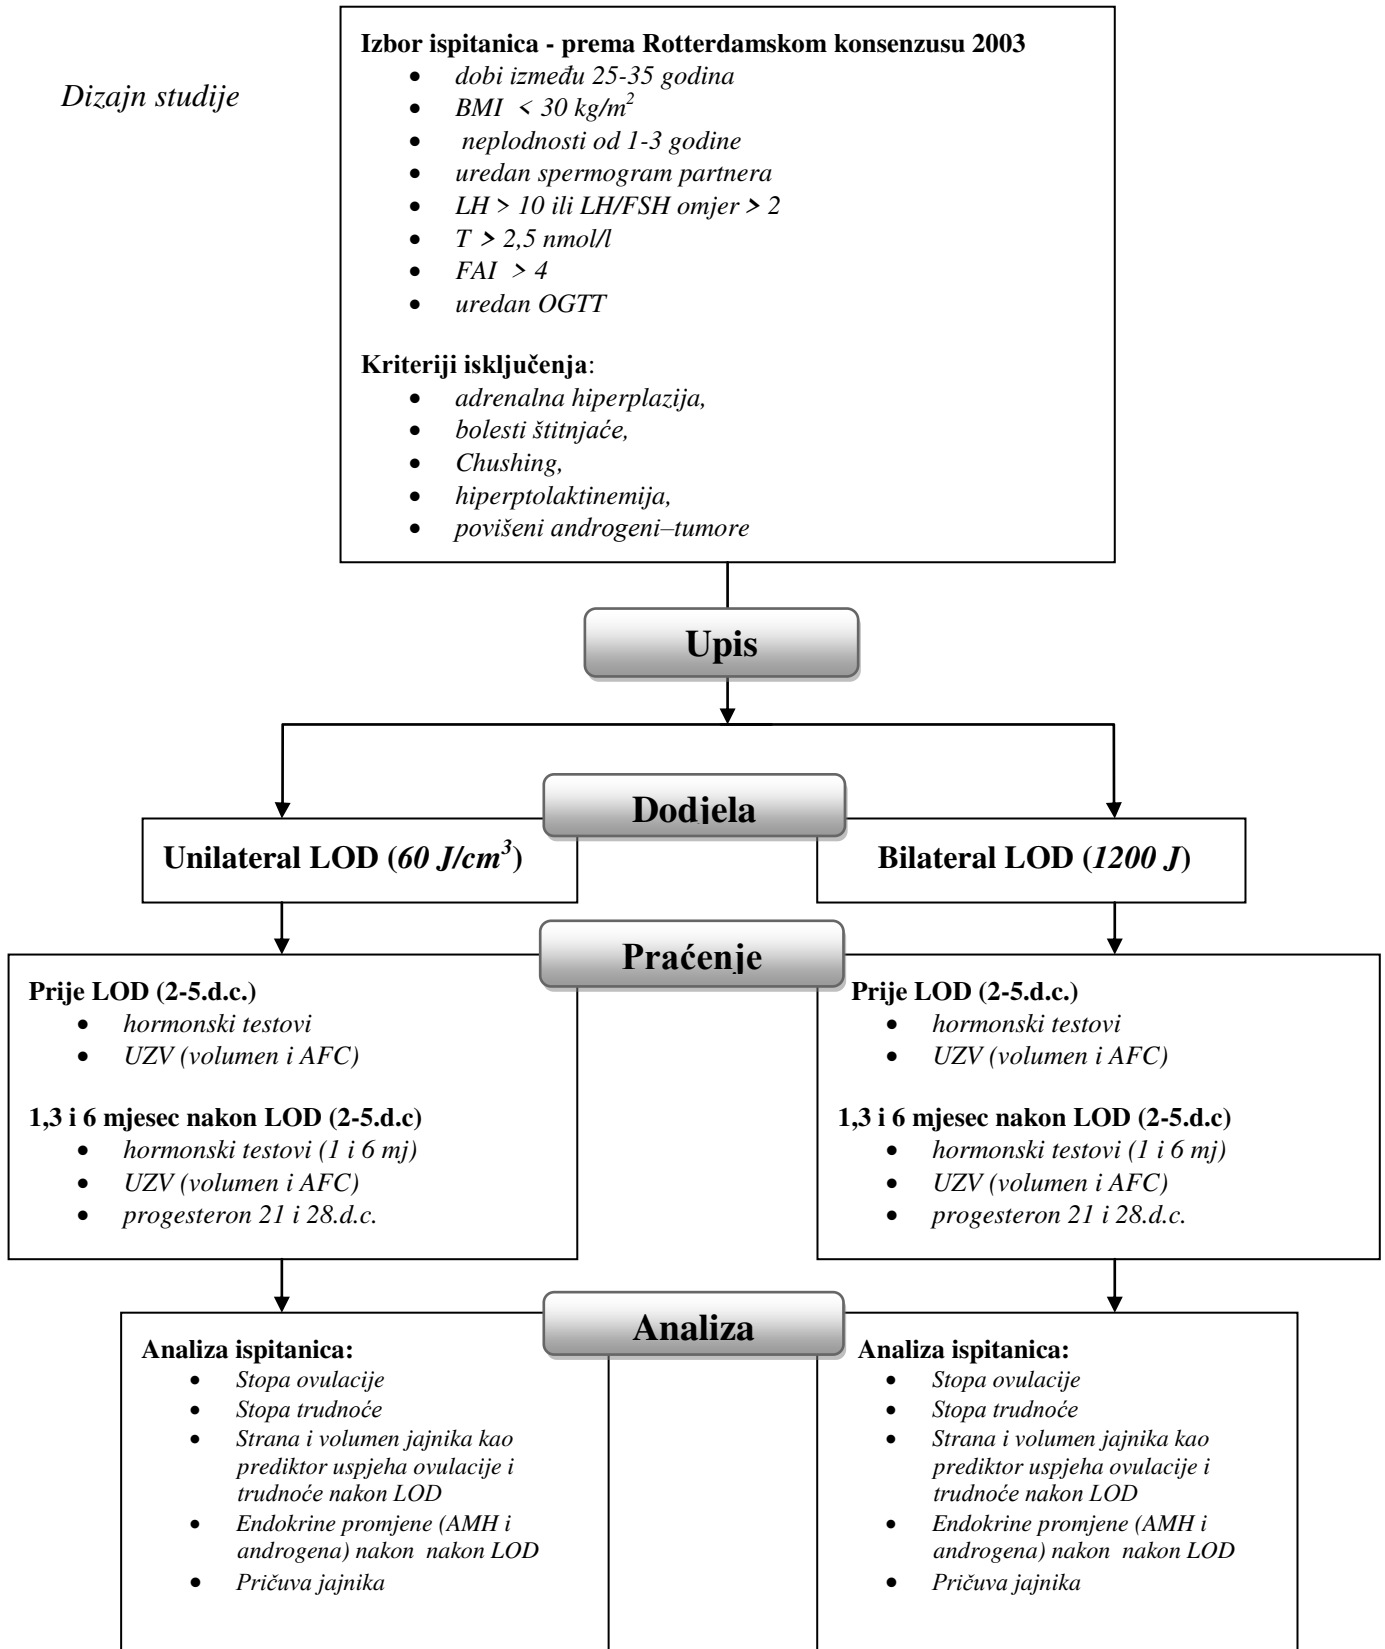 Dizajn studije
Izbor ispitanica - prema Rotterdamskom konsenzusu 2003
• dobi između 25-35 godina
• BMI < 30 kg/m²
• neplodnosti od 1-3 godine
• uredan spermogram partnera
• LH > 10 ili LH/FSH omjer > 2
• T > 2,5 nmol/l
• FAI > 4
• uredan OGTT
Kriteriji isključenja:
• adrenalna hiperplazija,
• bolesti štitnjaće,
• Chushing,
• hiperptolaktinemija,
• povišeni androgeni–tumore
Upis
Dodjela
Unilateral LOD (60 J/cm³)
Bilateral LOD (1200 J)
Praćenje
Prije LOD (2-5.d.c.)
• hormonski testovi
• UZV (volumen i AFC)
1,3 i 6 mjesec nakon LOD (2-5.d.c)
• hormonski testovi (1 i 6 mj)
• UZV (volumen i AFC)
• progesteron 21 i 28.d.c.
Prije LOD (2-5.d.c.)
• hormonski testovi
• UZV (volumen i AFC)
1,3 i 6 mjesec nakon LOD (2-5.d.c)
• hormonski testovi (1 i 6 mj)
• UZV (volumen i AFC)
• progesteron 21 i 28.d.c.
Analiza
Analiza ispitanica:
• Stopa ovulacije
• Stopa trudnoće
• Strana i volumen jajnika kao
prediktor uspjeha ovulacije i
trudnoće nakon LOD
• Endokrine promjene (AMH i
androgena) nakon nakon LOD
• Pričuva jajnika
Analiza ispitanica:
• Stopa ovulacije
• Stopa trudnoće
• Strana i volumen jajnika kao
prediktor uspjeha ovulacije i
trudnoće nakon LOD
• Endokrine promjene (AMH i
androgena) nakon nakon LOD
• Pričuva jajnika